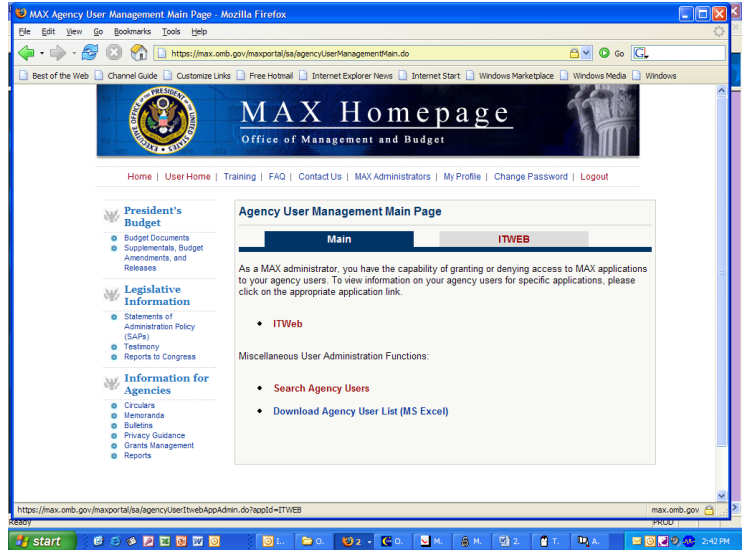 MAX Agency User Management Main Page - Mozilla Firefox
File Edit View Go Bookmarks Tools Help
https://max.omb.gov/maxportal/sa/agencyUserManagementMain.do Go
Best of the Web Channel Guide Customize Links Free Hotmail Internet Explorer News Internet Start Windows Marketplace Windows Media Windows
MAX Homepage
Office of Management and Budget
Home | User Home | Training | FAQ | Contact Us | MAX Administrators | My Profile | Change Password | Logout
President's
Budget
Budget Documents
Supplementals, Budget
Amendments, and
Releases
Legislative
Information
Statements of
Administration Policy
(SAPs)
Testimony
Reports to Congress
Information for
Agencies
Circulars
Memoranda
Bulletins
Privacy Guidance
Grants Management
Reports
Agency User Management Main Page
Main ITWEB
As a MAX administrator, you have the capability of granting or denying access to MAX applications
to your agency users. To view information on your agency users for specific applications, please
click on the appropriate application link.
ITWeb
Miscellaneous User Administration Functions:
Search Agency Users
Download Agency User List (MS Excel)
https://max.omb.gov/maxportal/sa/agencyUserItwebAppAdmin.do?appId=ITWEB max.omb.gov
Ready PROD
start I.. O. 2 O. M. M. 2. T. A. 2:42 PM